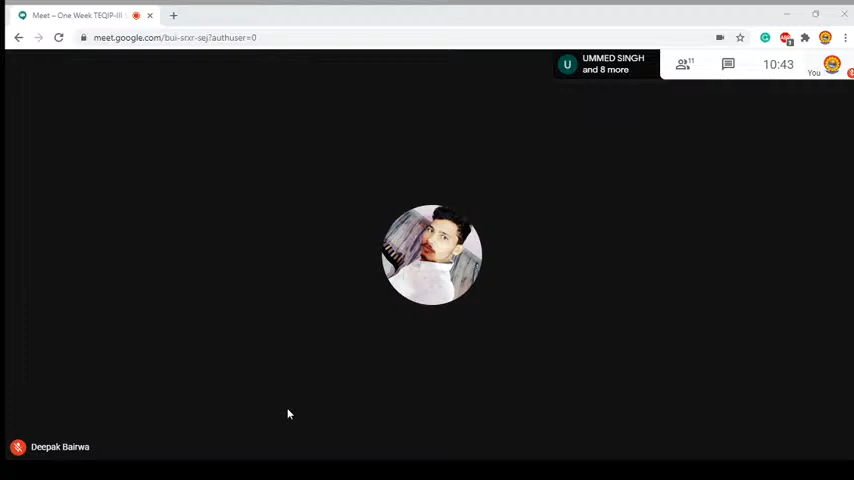 Meet – One Week TEQIP-III
meet.google.com/bui-srxr-sej?authuser=0
U
UMMED SINGH
and 8 more
11
10:43
You
1
Deepak Bairwa